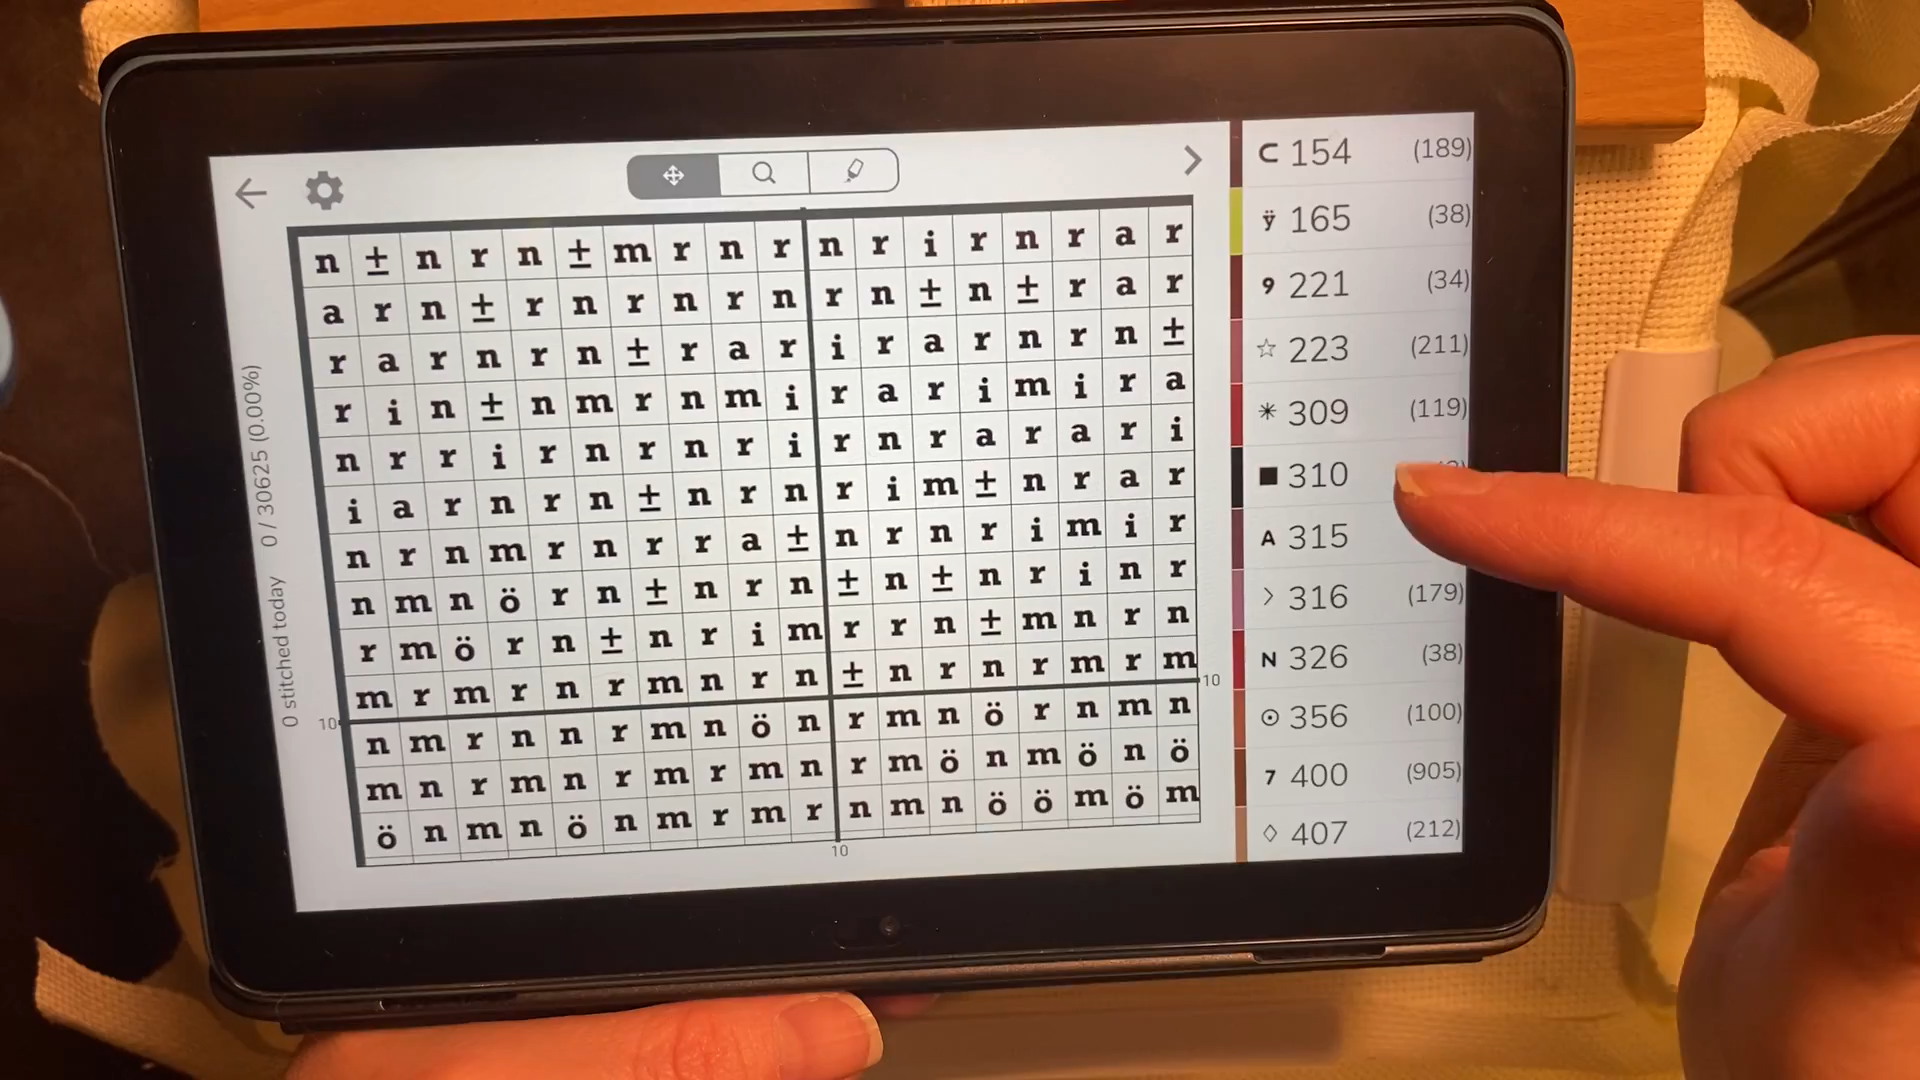 0 stitched today 0 / 30625 (0.00%)
n ± n r n ± m r n r n r i r n r a r
a r n ± r n r n r n r n ± n ± r a r
r a r n r n ± r a r i r a r n r n ±
r i n ± n m r n m i r a r i m i r a
n r r i r n r n r i r n r a r a r i
i a r n r n ± n r n r i m ± n r a r
n r n m r n r r a ± n r n r i m i r
n m n ö r n ± n r n ± n ± n r i n r
r m ö r n ± n r i m r r n ± m n r n
m r m r n r m n r n ± n r n r m r m
10 10
n m r n n r m n ö n r m n ö r n m n
m n r m n r m r m n r m ö n m ö n ö
ö n m n ö n m r m r n m n ö ö m ö m
10
⊂ 154 (189)
ÿ 165 (38)
9 221 (34)
☆ 223 (211)
✳ 309 (119)
■ 310
A 315
> 316 (179)
N 326 (38)
⊙ 356 (100)
7 400 (905)
◇ 407 (212)